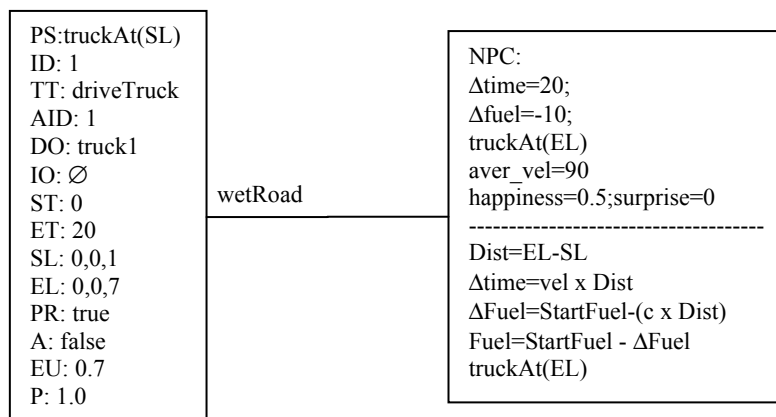 PS:truckAt(SL)
ID: 1
TT: driveTruck
AID: 1
DO: truck1
IO: ∅
ST: 0
ET: 20
SL: 0,0,1
EL: 0,0,7
PR: true
A: false
EU: 0.7
P: 1.0
wetRoad
NPC:
Δtime=20;
Δfuel=-10;
truckAt(EL)
aver_vel=90
happiness=0.5;surprise=0
------------------------------------
Dist=EL-SL
Δtime=vel x Dist
ΔFuel=StartFuel-(c x Dist)
Fuel=StartFuel - ΔFuel
truckAt(EL)